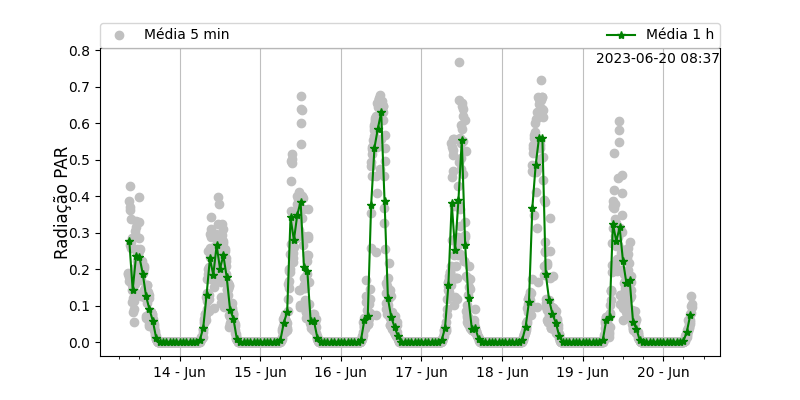 Média 5 min
Média 1 h
2023-06-20 08:37
Radiação PAR
0.8
0.7
0.6
0.5
0.4
0.3
0.2
0.1
0.0
14 - Jun
15 - Jun
16 - Jun
17 - Jun
18 - Jun
19 - Jun
20 - Jun